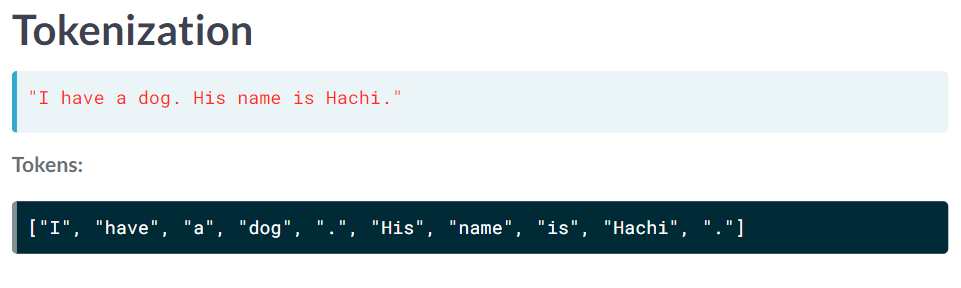 Tokenization
"I have a dog. His name is Hachi."
Tokens:
["I", "have", "a", "dog", ".", "His", "name", "is", "Hachi", "."]